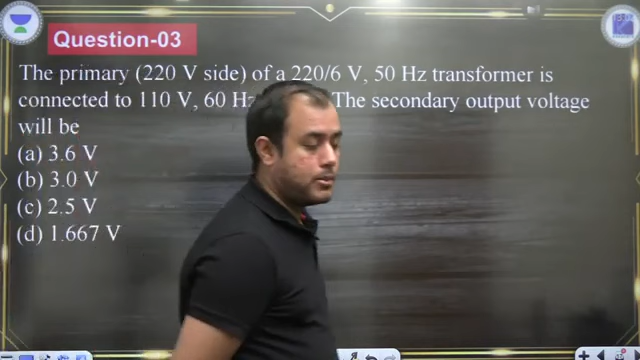 Question-03
The primary (220 V side) of a 220/6 V, 50 Hz transformer is
connected to 110 V, 60 Hz The secondary output voltage
will be
(a) 3.6 V
(b) 3.0 V
(c) 2.5 V
(d) 1.667 V